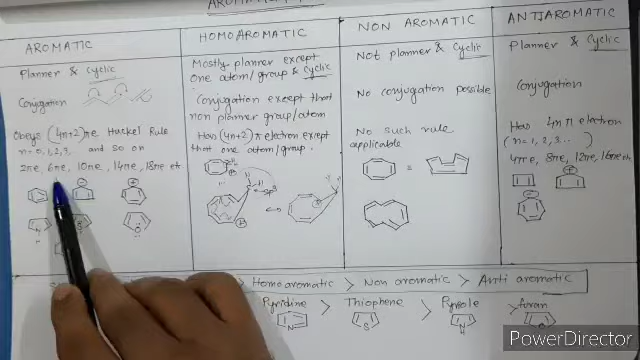 AROMATIC
Planner & Cyclic
Conjugation
Obeys (4n+2)πe Huckel Rule
n = 0, 1, 2, 3, and so on
2πe, 6πe, 10πe, 14πe, 18πe etc
HOMOAROMATIC
Mostly planner except
one atom/group & Cyclic
Conjugation except that
non planner group/atom
Has (4n+2) π electron except
that one atom/group.
NON AROMATIC
Not planner & Cyclic
No conjugation possible
No such rule
applicable
ANTIAROMATIC
Planner & Cyclic
Conjugation
Has 4n π electron
(n = 1, 2, 3...)
4πe, 8πe, 12πe, 16πe etc
> Homoaromatic > Non aromatic > Anti aromatic
Pyridine > Thiophene > Pyrrole > furan
N
S
N
H
PowerDirector